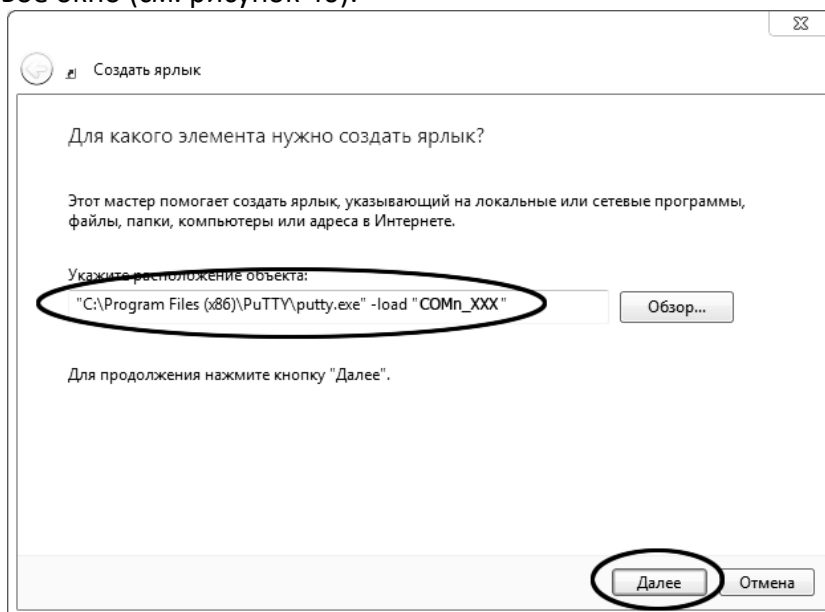 Создать ярлык
Для какого элемента нужно создать ярлык?
Этот мастер помогает создать ярлык, указывающий на локальные или сетевые программы,
файлы, папки, компьютеры или адреса в Интернете.
Укажите расположение объекта:
"C:\Program Files (x86)\PuTTY\putty.exe" -load "COMn_XXX"
Обзор...
Для продолжения нажмите кнопку "Далее".
Далее
Отмена